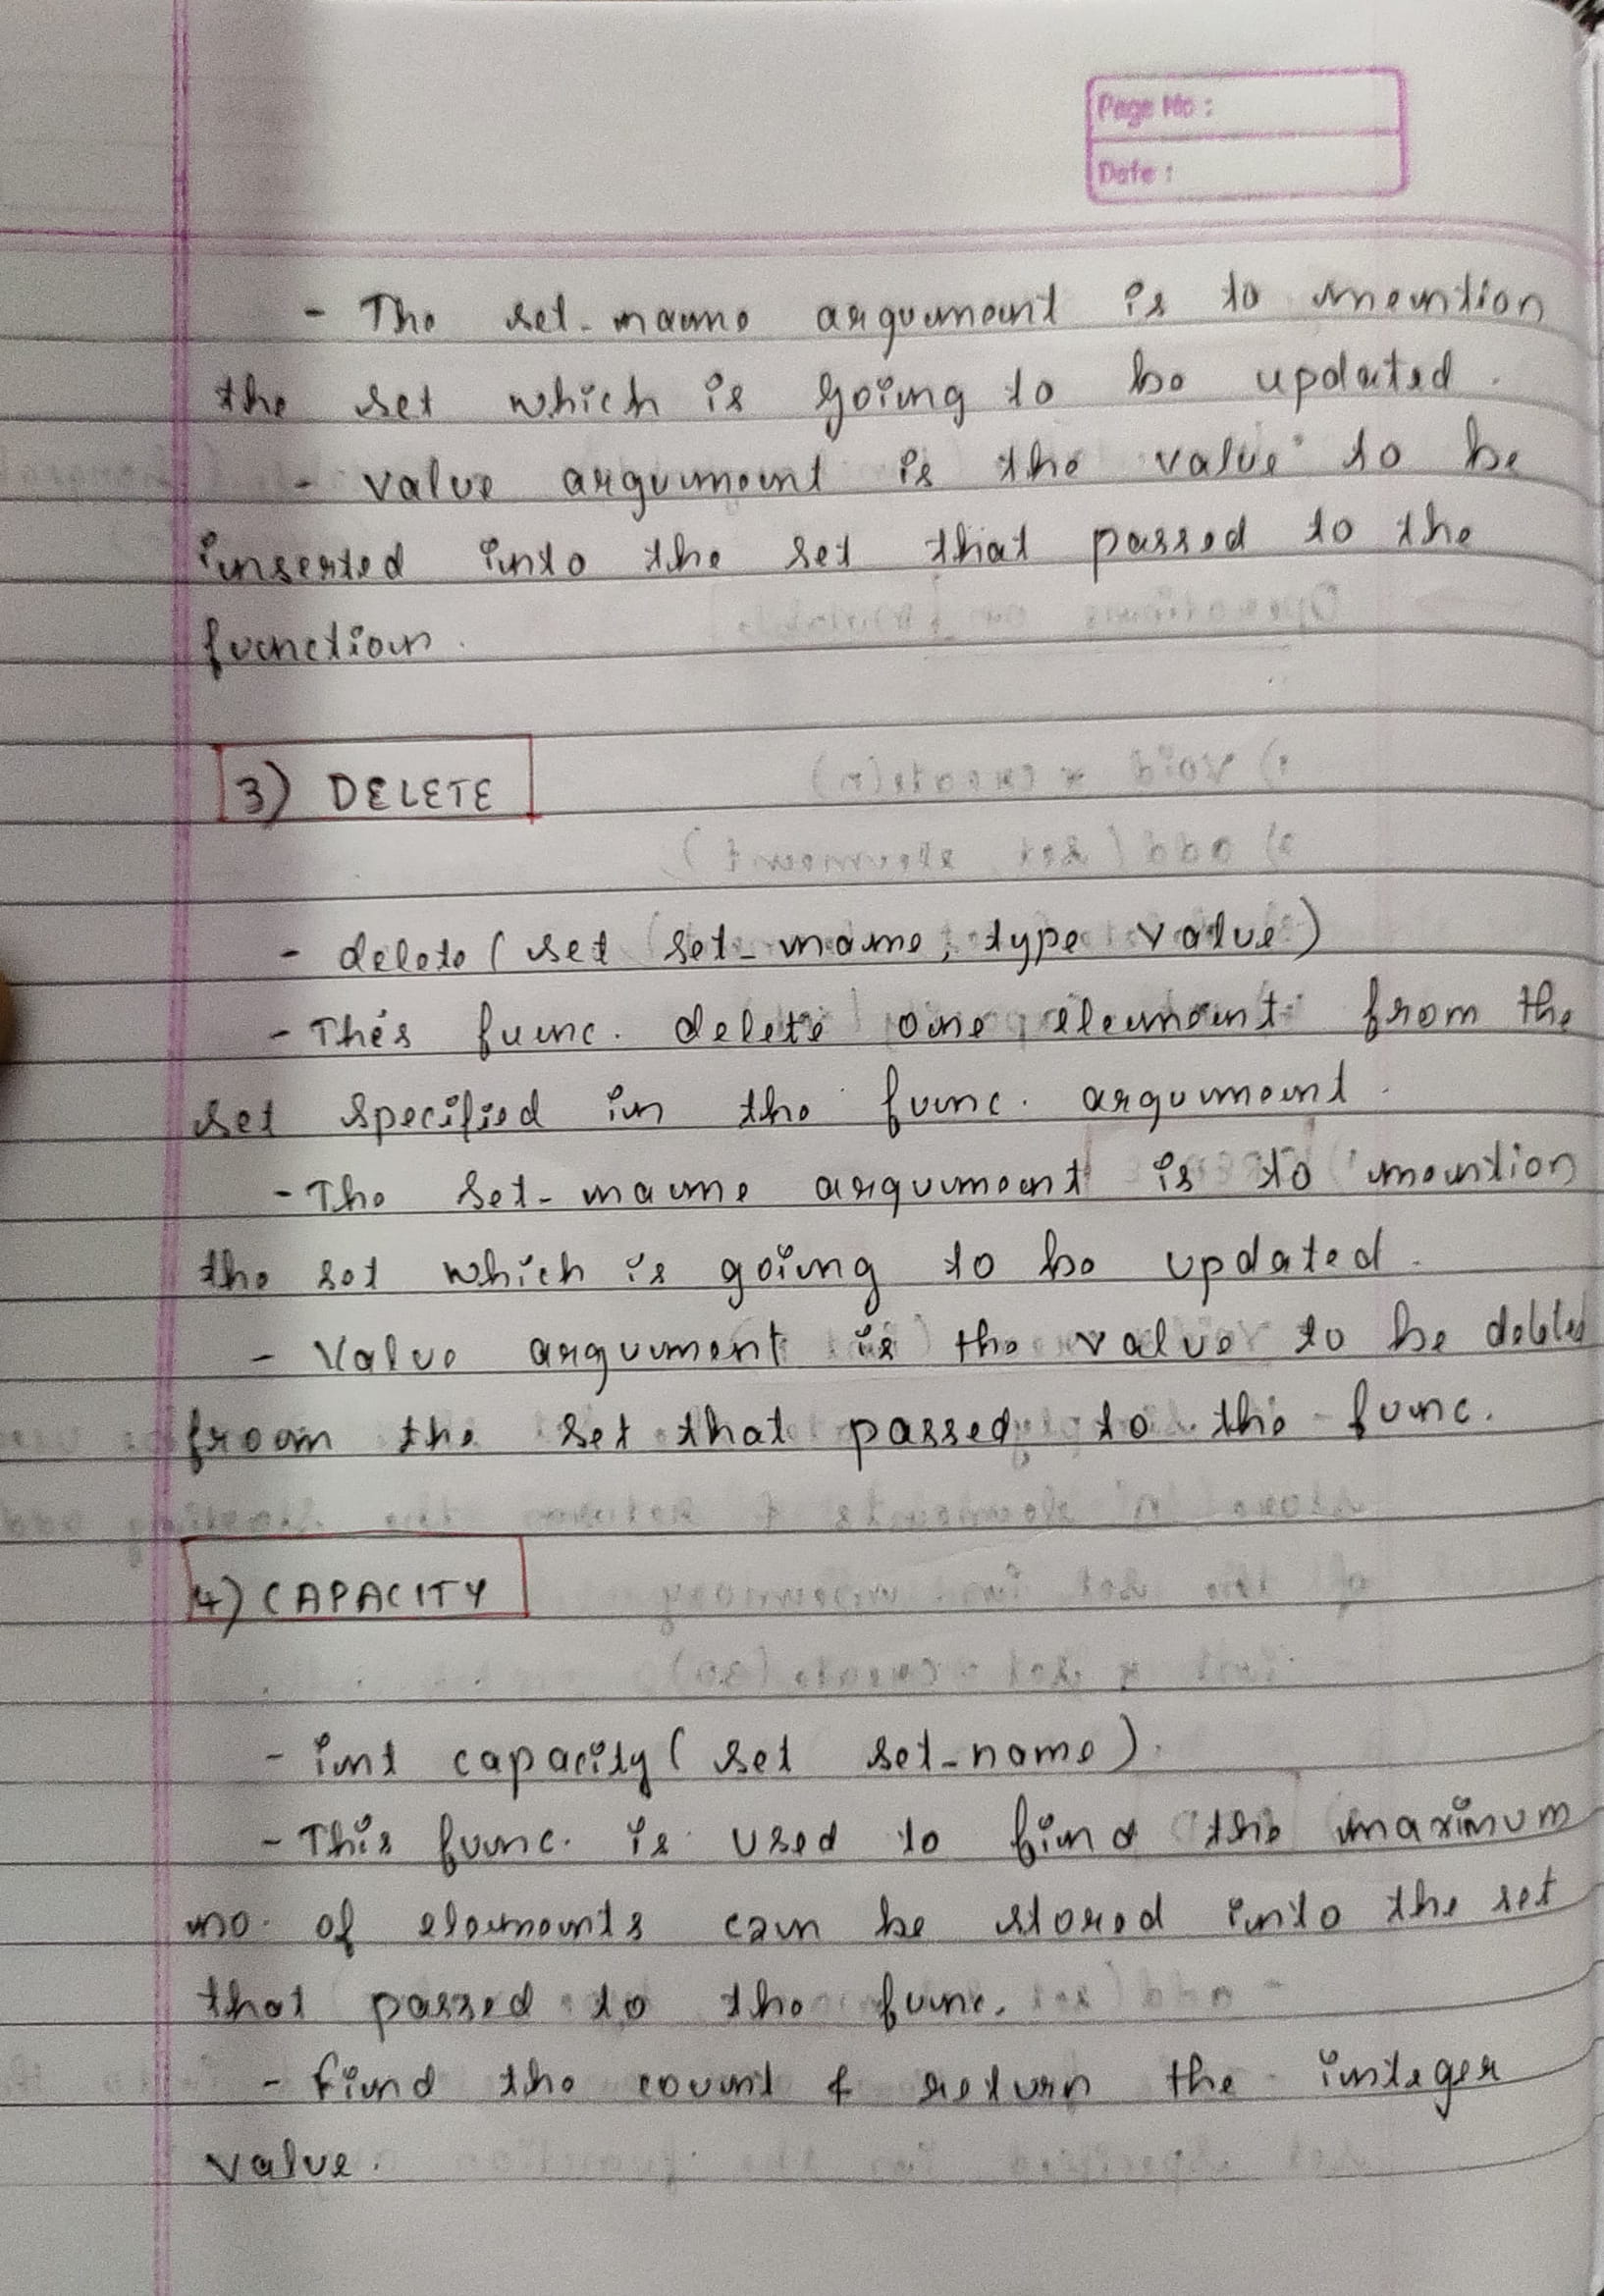 Page No :
Date :
- The set-name argument is to mention
the set which is going to be updated.
- value argument is the value to be
inserted into the set that passed to the
function.
3) DELETE
- delete ( set set-name, type value )
- This func. delete one element from the
set specified in the func. argument.
- The set-name argument is to mention
the set which is going to be updated.
- Value argument is the value to be
from the set that passed to the func.
4) CAPACITY
- int capacity ( set set-name ).
- This func. is used to find the maximum
no. of elements can be stored into the set
that passed to the func.
- find the count & return the integer
value.